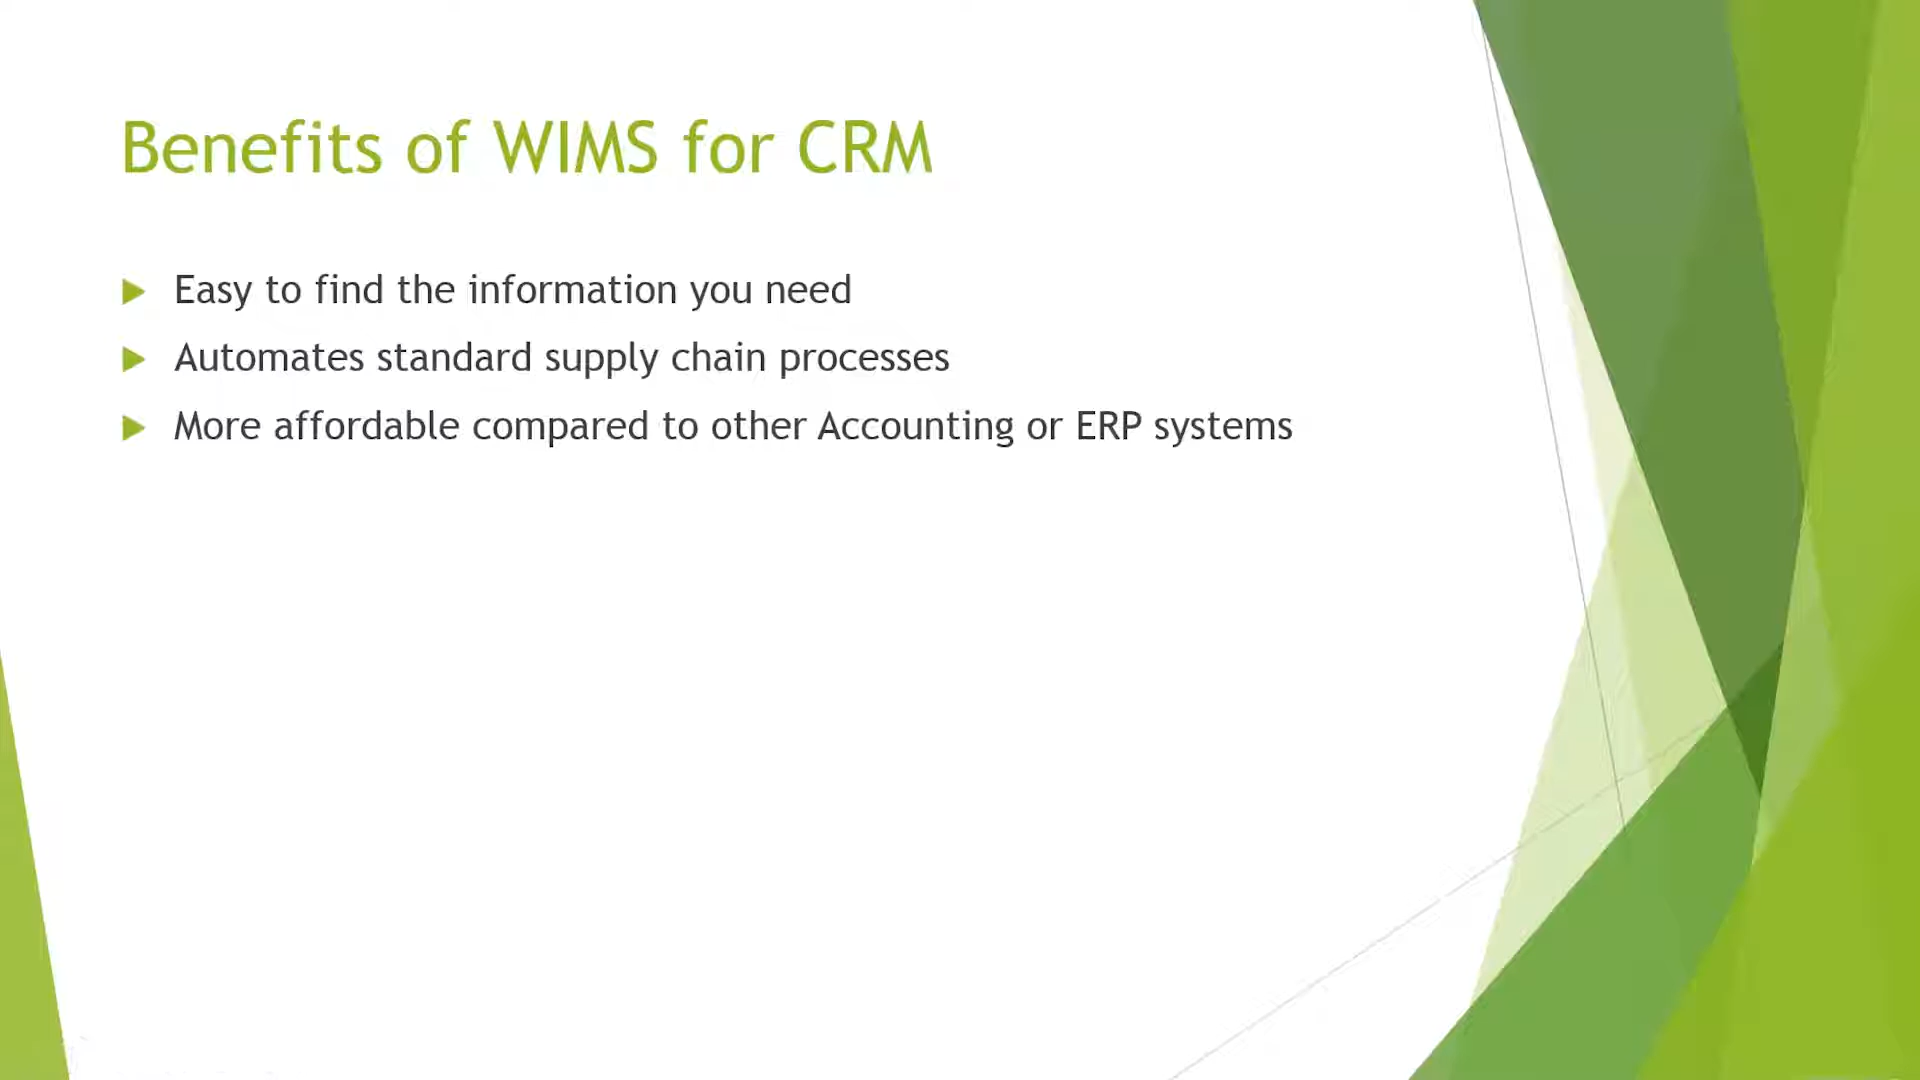 Benefits of WIMS for CRM
Easy to find the information you need
Automates standard supply chain processes
More affordable compared to other Accounting or ERP systems